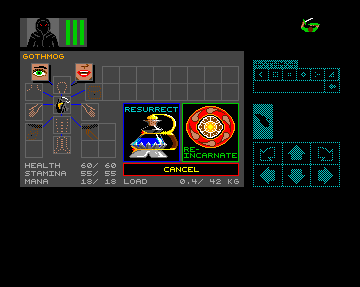 GOTHMOG
RESURRECT
RE-
INCARNATE
CANCEL
HEALTH 60/ 60
STAMINA 55/ 55
MANA 18/ 18
LOAD 0.4/ 42 KG